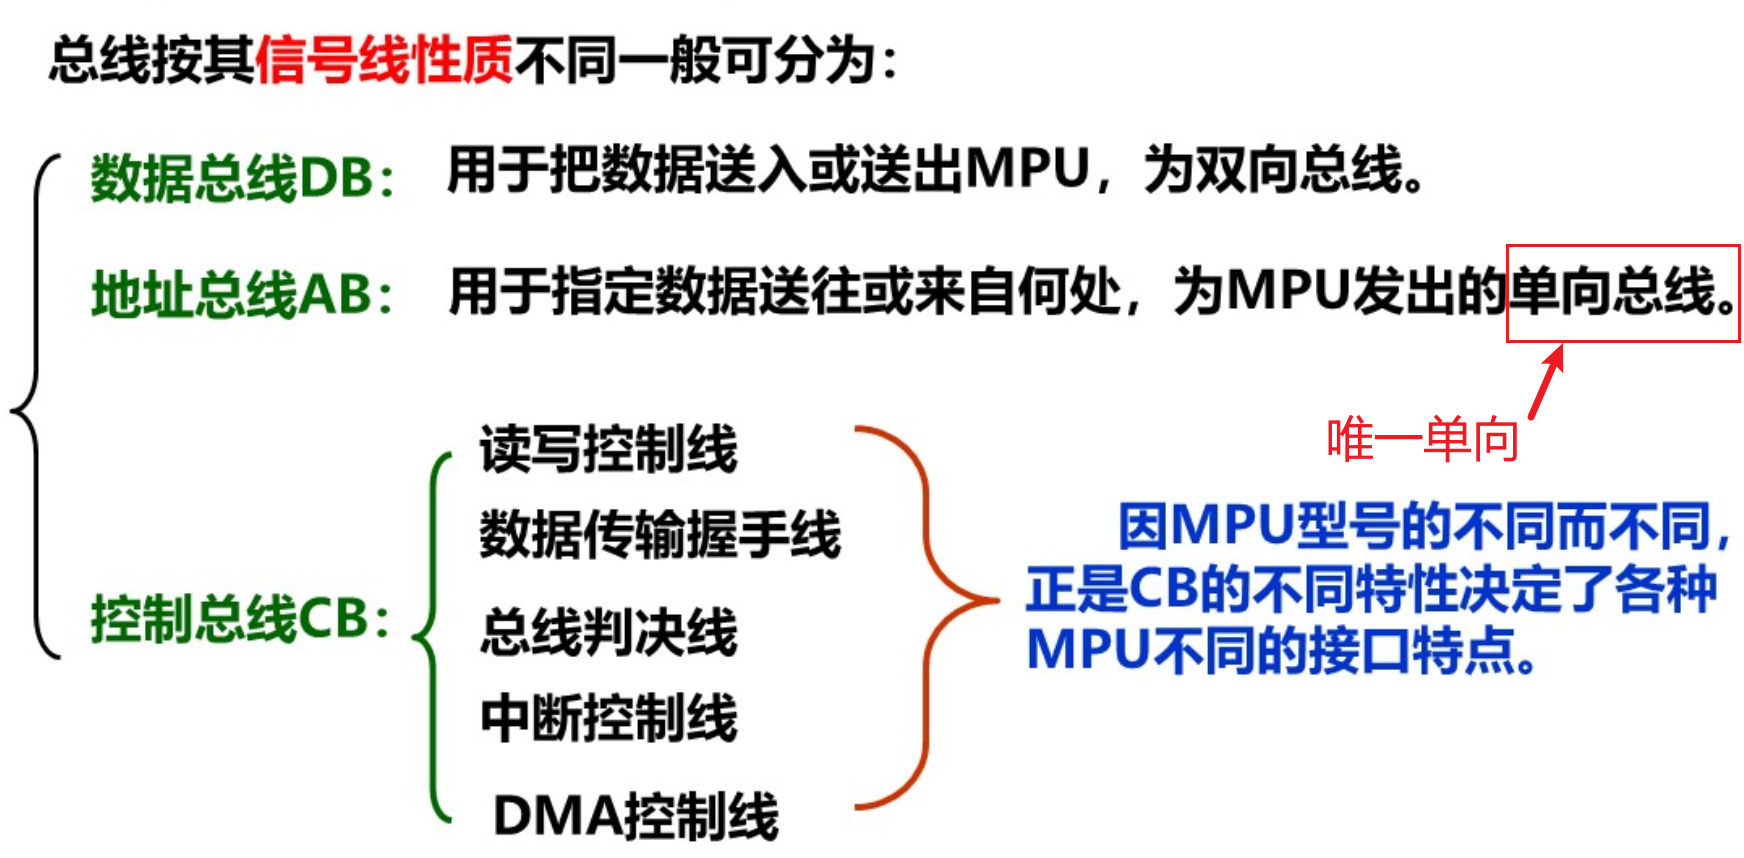 总线按其信号线性质不同一般可分为：
数据总线DB： 用于把数据送入或送出MPU，为双向总线。
地址总线AB： 用于指定数据送往或来自何处，为MPU发出的单向总线。
唯一单向
控制总线CB：
读写控制线
数据传输握手线
总线判决线
中断控制线
DMA控制线
因MPU型号的不同而不同，
正是CB的不同特性决定了各种
MPU不同的接口特点。